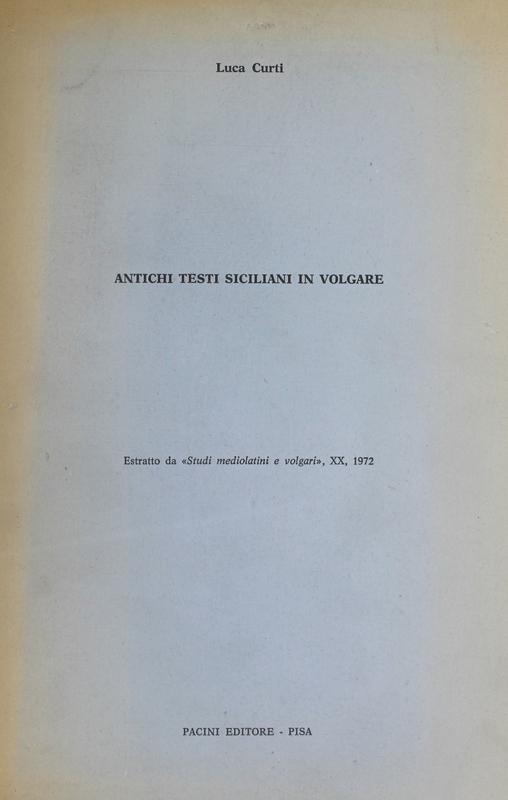 Luca Curti
ANTICHI TESTI SICILIANI IN VOLGARE
Estratto da «Studi mediolatini e volgari», XX, 1972
PACINI EDITORE - PISA